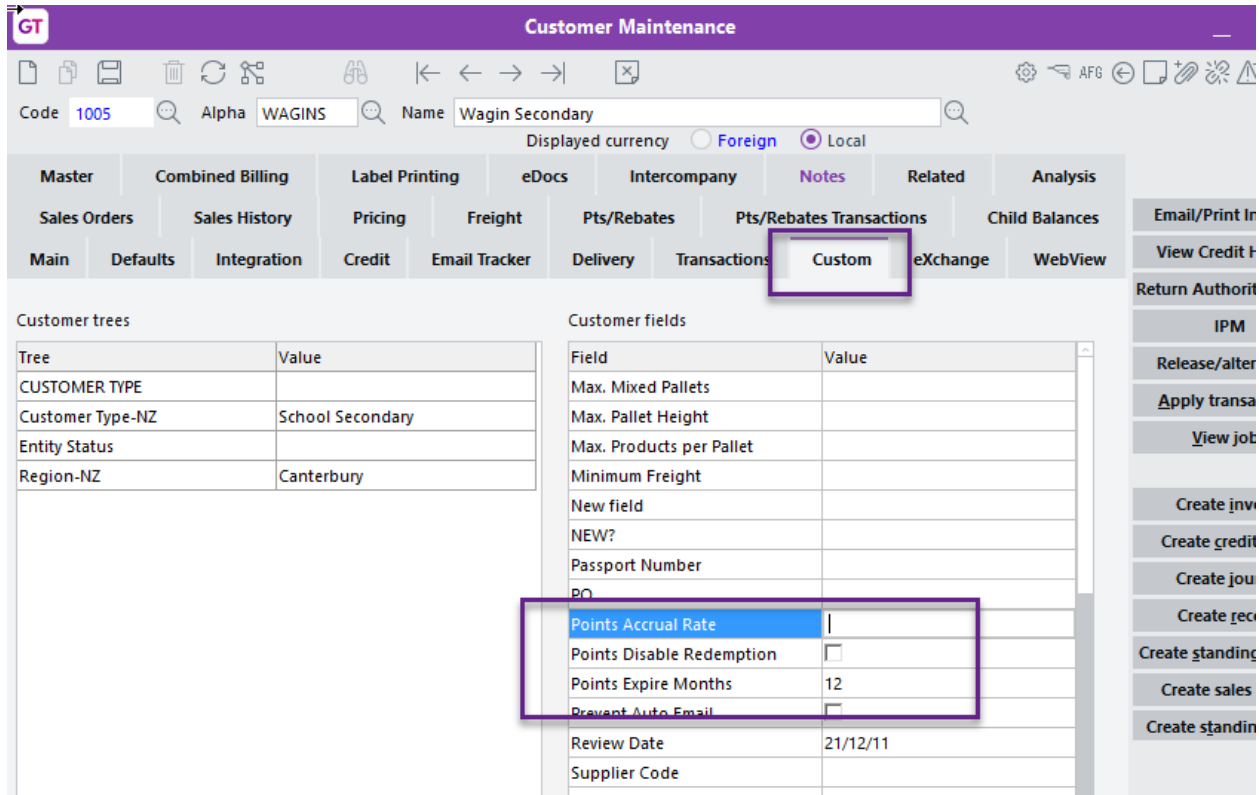 GT
Customer Maintenance
AFG
Code 1005 Alpha WAGINS Name Wagin Secondary
Displayed currency Foreign Local
Master Combined Billing Label Printing eDocs Intercompany Notes Related Analysis
Sales Orders Sales History Pricing Freight Pts/Rebates Pts/Rebates Transactions Child Balances
Main Defaults Integration Credit Email Tracker Delivery Transactions Custom eXchange WebView
Email/Print In
View Credit H
Return Authorit
IPM
Release/alter
Apply transa
View job
Create inv
Create credit
Create jou
Create rec
Create standing
Create sales
Create standin
Customer trees
Tree Value
CUSTOMER TYPE
Customer Type-NZ School Secondary
Entity Status
Region-NZ Canterbury
Customer fields
Field Value
Max. Mixed Pallets
Max. Pallet Height
Max. Products per Pallet
Minimum Freight
New field
NEW?
Passport Number
PO
Points Accrual Rate
Points Disable Redemption
Points Expire Months 12
Prevent Auto Email
Review Date 21/12/11
Supplier Code